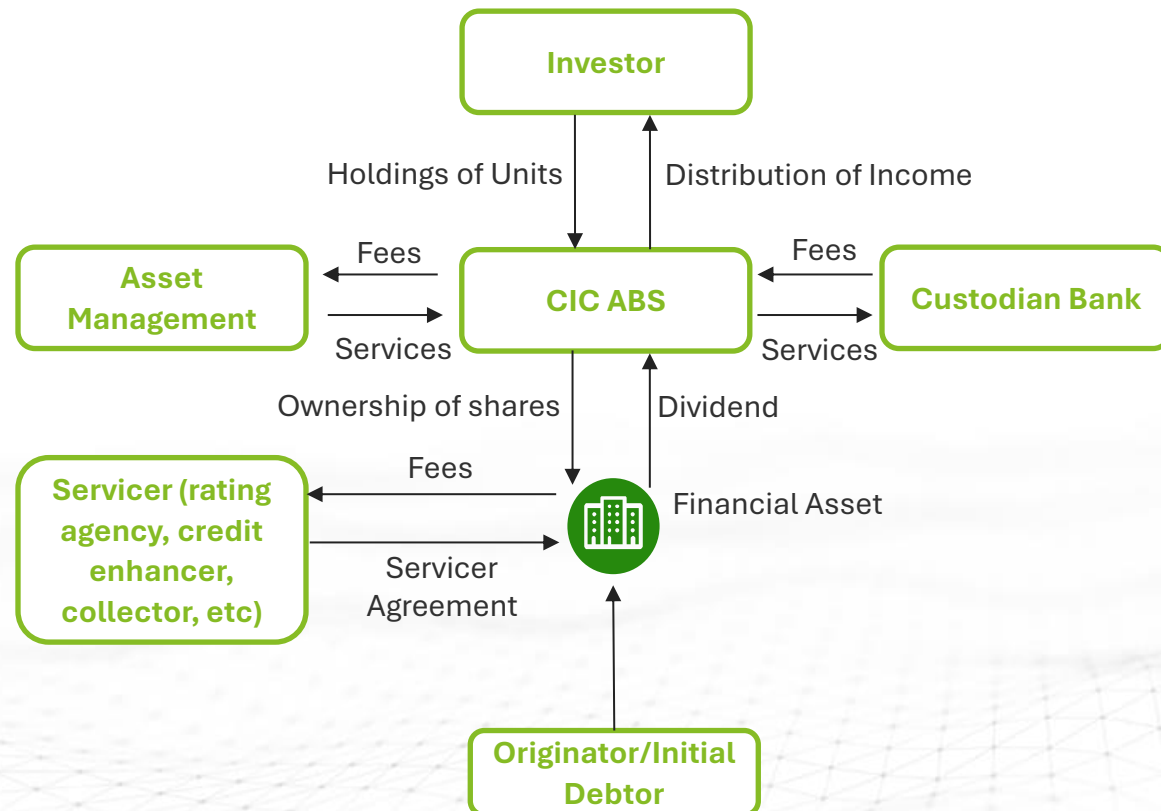 Investor
Holdings of Units
Distribution of Income
Fees
Fees
Asset
Management
CIC ABS
Custodian Bank
Services
Services
Ownership of shares
Dividend
Fees
Servicer (rating
agency, credit
enhancer,
collector, etc)
Financial Asset
Servicer
Agreement
Originator/Initial
Debtor